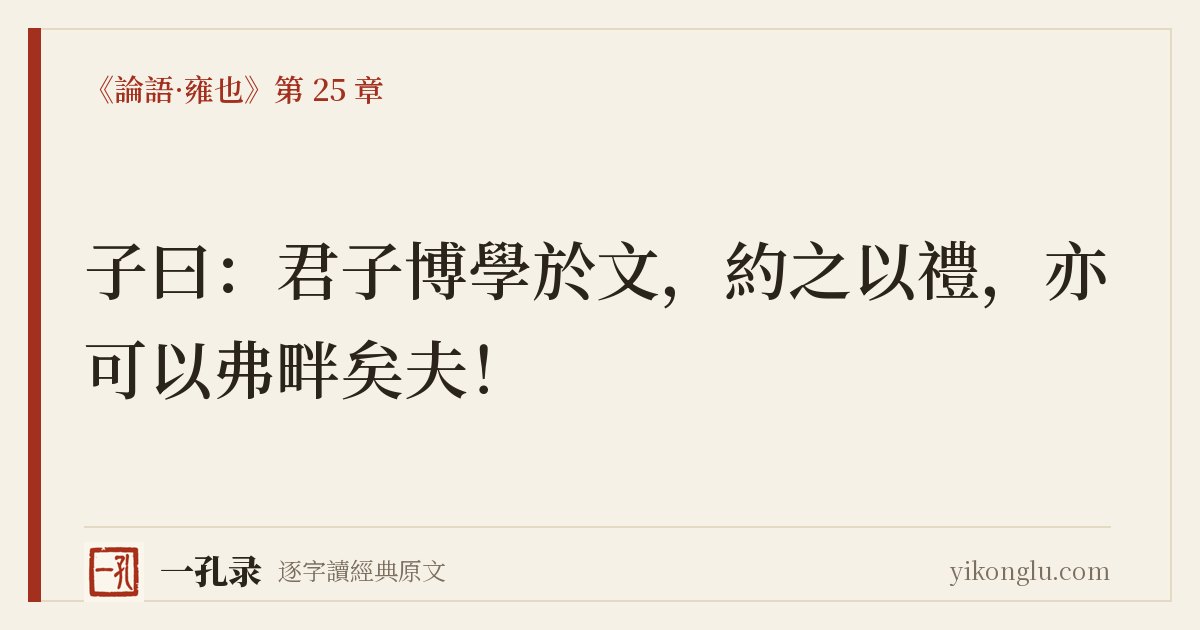 《論語·雍也》第 25 章
子曰：君子博學於文，約之以禮，亦
可以弗畔矣夫！
一孔
一孔录 逐字讀經典原文
yikonglu.com